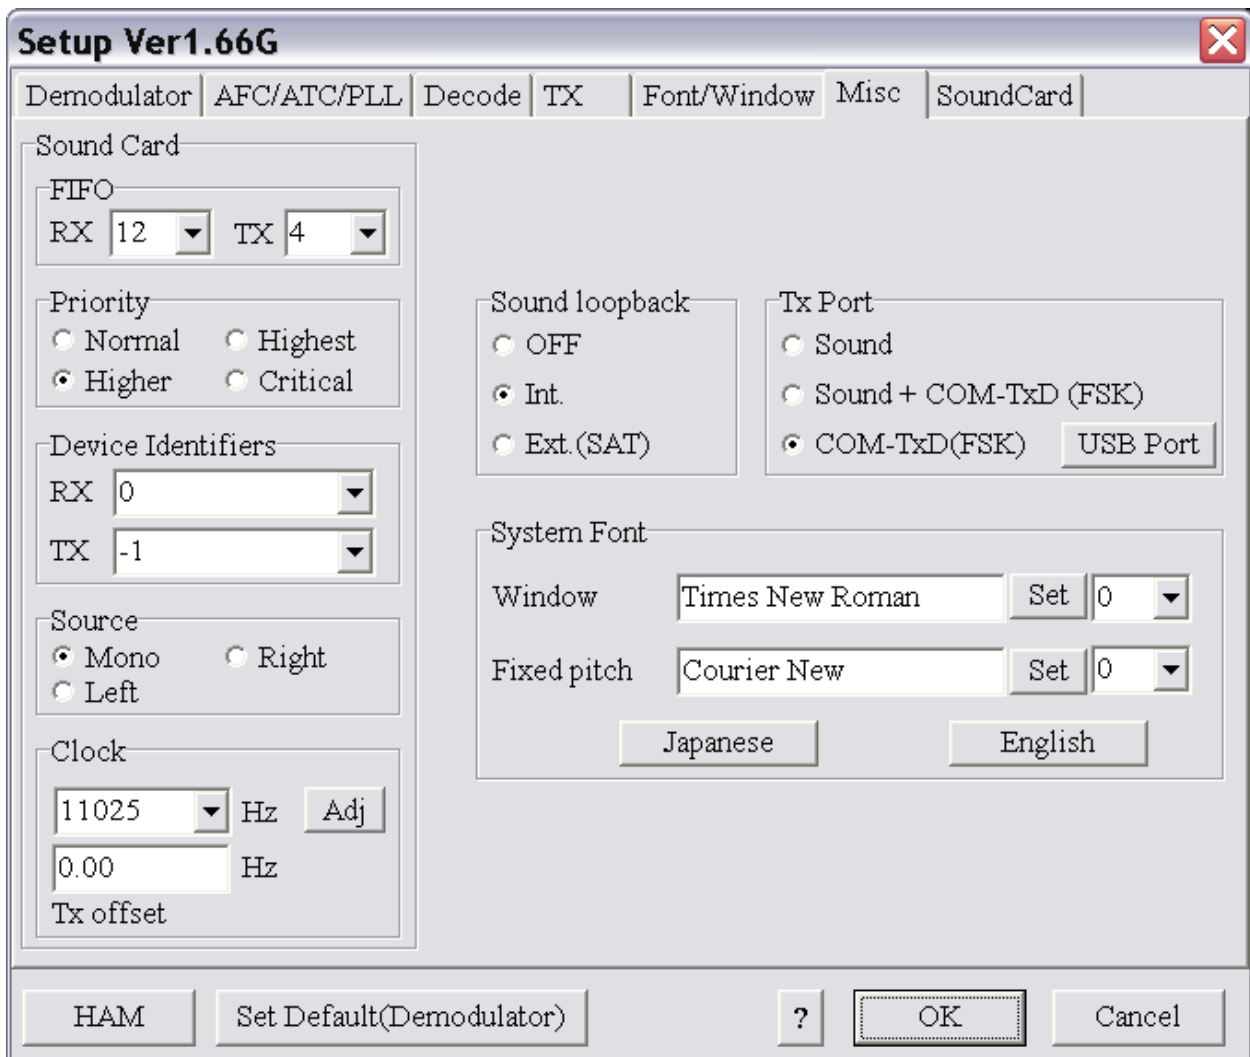 Setup Ver1.66G
Demodulator AFC/ATC/PLL Decode TX Font/Window Misc SoundCard
Sound Card
FIFO
RX 12 TX 4
Priority
Normal Highest
Higher Critical
Device Identifiers
RX 0
TX -1
Source
Mono Right
Left
Clock
11025 Hz Adj
0.00 Hz
Tx offset
Sound loopback
OFF
Int.
Ext.(SAT)
Tx Port
Sound
Sound + COM-TxD (FSK)
COM-TxD(FSK) USB Port
System Font
Window Times New Roman Set 0
Fixed pitch Courier New Set 0
Japanese English
HAM Set Default(Demodulator) ? OK Cancel